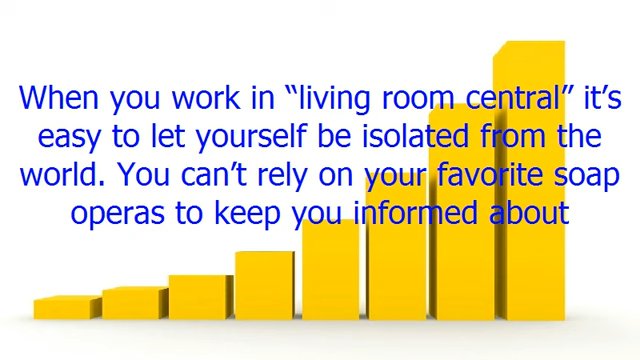 When you work in “living room central” it’s
easy to let yourself be isolated from the
world. You can’t rely on your favorite soap
operas to keep you informed about